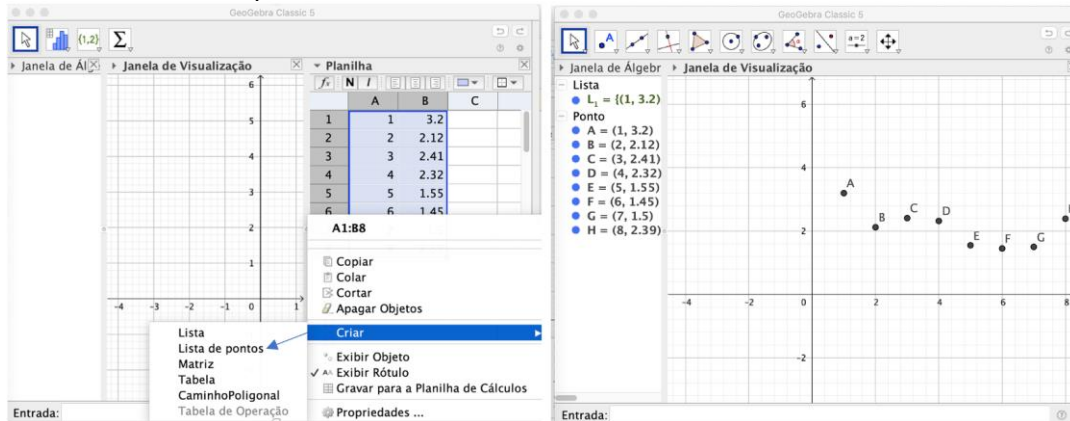 GeoGebra Classic 5
{1,2} Σ
Janela de Ál
Janela de Visualização
Planilha
fx N I
A B C
1 1 3.2
2 2 2.12
3 3 2.41
4 4 2.32
5 5 1.55
6 6 1.45
A1:B8
Copiar
Colar
Cortar
Apagar Objetos
Criar
Lista
Lista de pontos
Matriz
Tabela
CaminhoPoligonal
Tabela de Operação
Exibir Objeto
AA Exibir Rótulo
Gravar para a Planilha de Cálculos
Propriedades ...
6
5
4
3
2
1
-4 -3 -2 -1 0 1
Entrada:
GeoGebra Classic 5
A a=2
Janela de Álgebr
Janela de Visualização
Lista
L1 = {(1, 3.2)
Ponto
A = (1, 3.2)
B = (2, 2.12)
C = (3, 2.41)
D = (4, 2.32)
E = (5, 1.55)
F = (6, 1.45)
G = (7, 1.5)
H = (8, 2.39)
6
4
A
B
C
D
2
E
F
G
-4 -2 0 2 4 6 8
-2
Entrada: